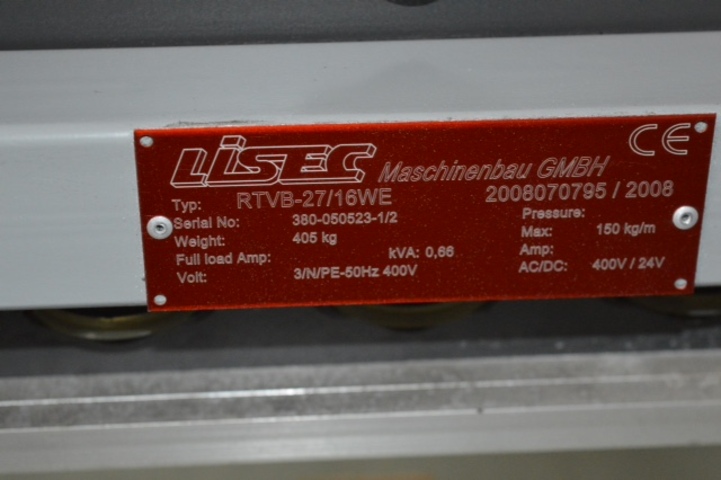 LISEC Maschinenbau GMBH CE
Typ: RTVB-27/16WE 2008070795 / 2008
Serial No: 380-050523-1/2 Pressure:
Weight: 405 kg Max: 150 kg/m
Full load Amp: kVA: 0,66 Amp:
Volt: 3/N/PE-50Hz 400V AC/DC: 400V / 24V